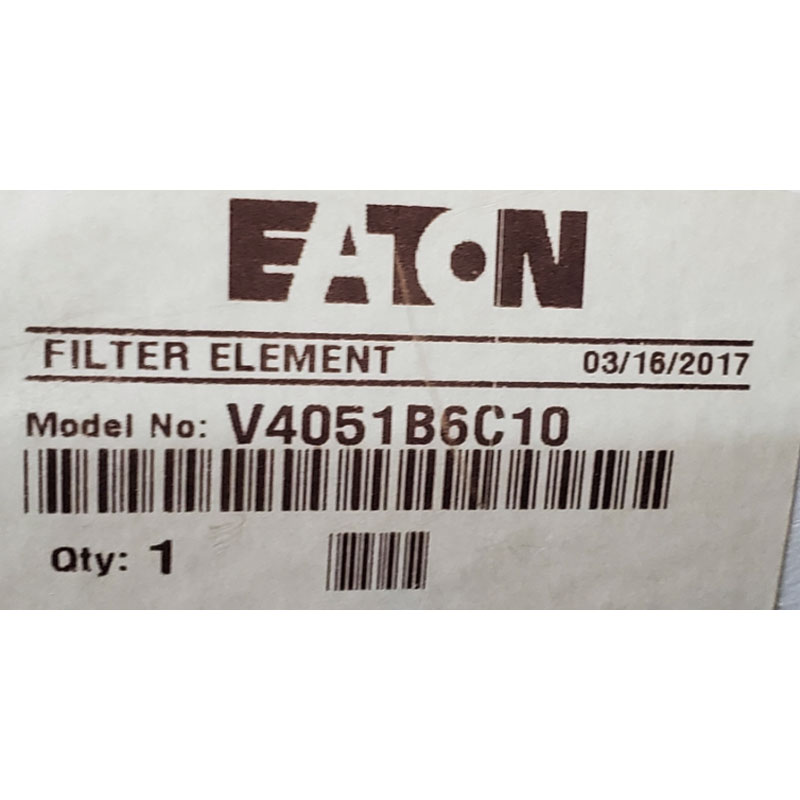 EATON
FILTER ELEMENT 03/16/2017
Model No: V4051B6C10
Qty: 1